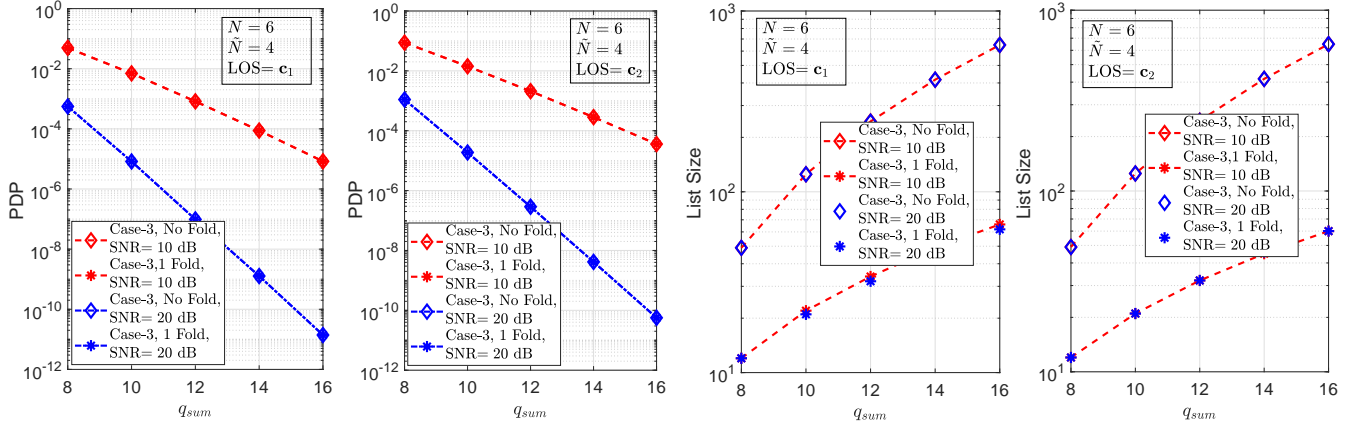 10^0
10^-2
10^-4
10^-6
10^-8
10^-10
10^-12
PDP
N = 6
Ñ = 4
LOS= c₁
Case-3, No Fold,
SNR= 10 dB
Case-3,1 Fold,
SNR= 10 dB
Case-3, No Fold,
SNR= 20 dB
Case-3, 1 Fold,
SNR= 20 dB
8 10 12 14 16
q_sum
10^0
10^-2
10^-4
10^-6
10^-8
10^-10
10^-12
PDP
N = 6
Ñ = 4
LOS= c₂
Case-3, No Fold,
SNR= 10 dB
Case-3, 1 Fold,
SNR= 10 dB
Case-3, No Fold,
SNR= 20 dB
Case-3, 1 Fold,
SNR= 20 dB
8 10 12 14 16
q_sum
10^3
10^2
10^1
List Size
N = 6
Ñ = 4
LOS= c₁
Case-3, No Fold,
SNR= 10 dB
Case-3, 1 Fold,
SNR= 10 dB
Case-3, No Fold,
SNR= 20 dB
Case-3, 1 Fold,
SNR= 20 dB
8 10 12 14 16
q_sum
10^3
10^2
10^1
List Size
N = 6
Ñ = 4
LOS= c₂
Case-3, No Fold,
SNR= 10 dB
Case-3,1 Fold,
SNR= 10 dB
Case-3, No Fold,
SNR= 20 dB
Case-3, 1 Fold,
SNR= 20 dB
8 10 12 14 16
q_sum